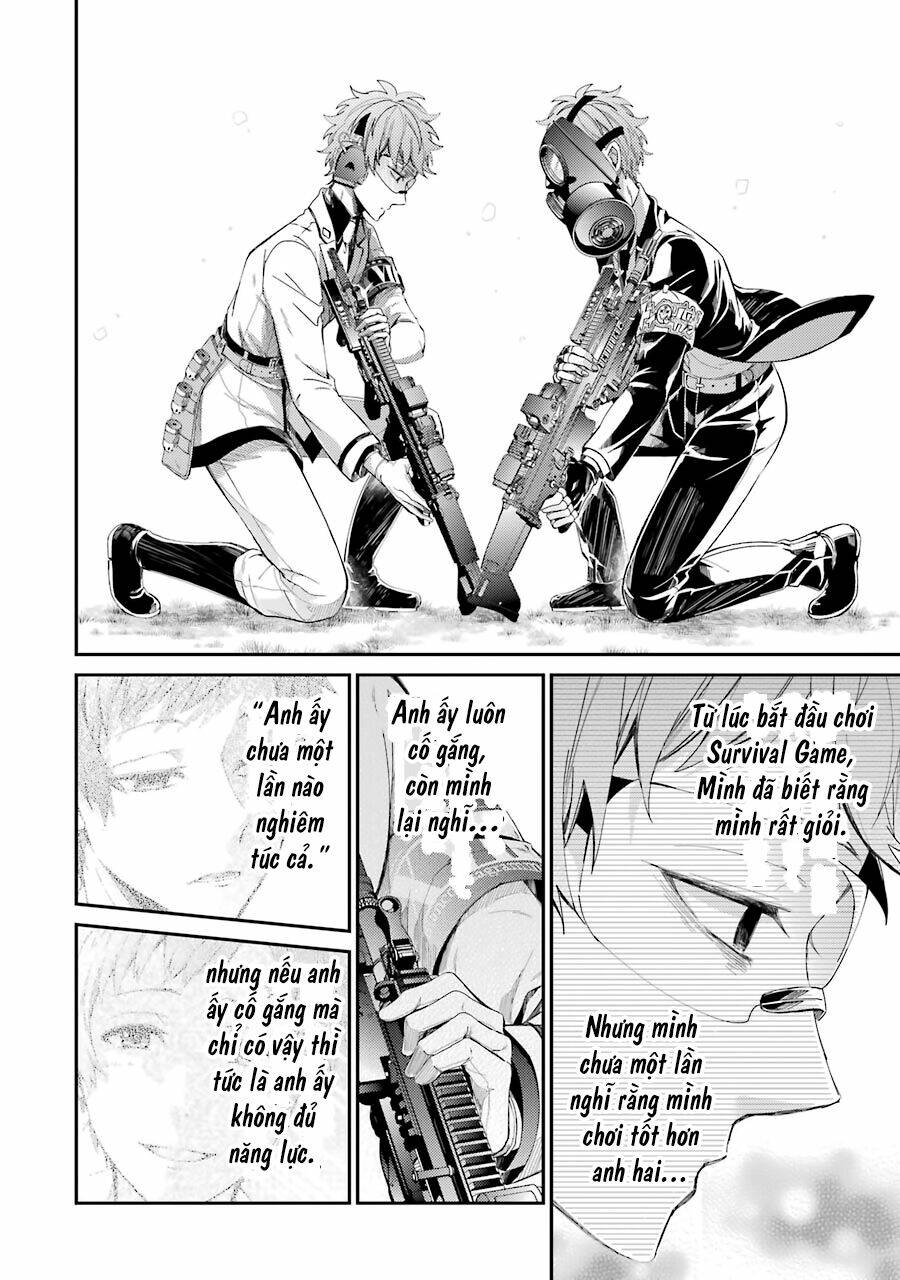 Từ lúc bắt đầu chơi
Survival Game,
Mình đã biết rằng
mình rất giỏi.
Nhưng mình
chưa một lần
nghĩ rằng mình
chơi tốt hơn
anh hai...
Anh ấy luôn
cố gắng,
còn mình
lại nghĩ...
“Anh ấy
chưa một
lần nào
nghiêm
túc cả.”
nhưng nếu anh
ấy cố gắng mà
chỉ có vậy thì
tức là anh ấy
không đủ
năng lực.